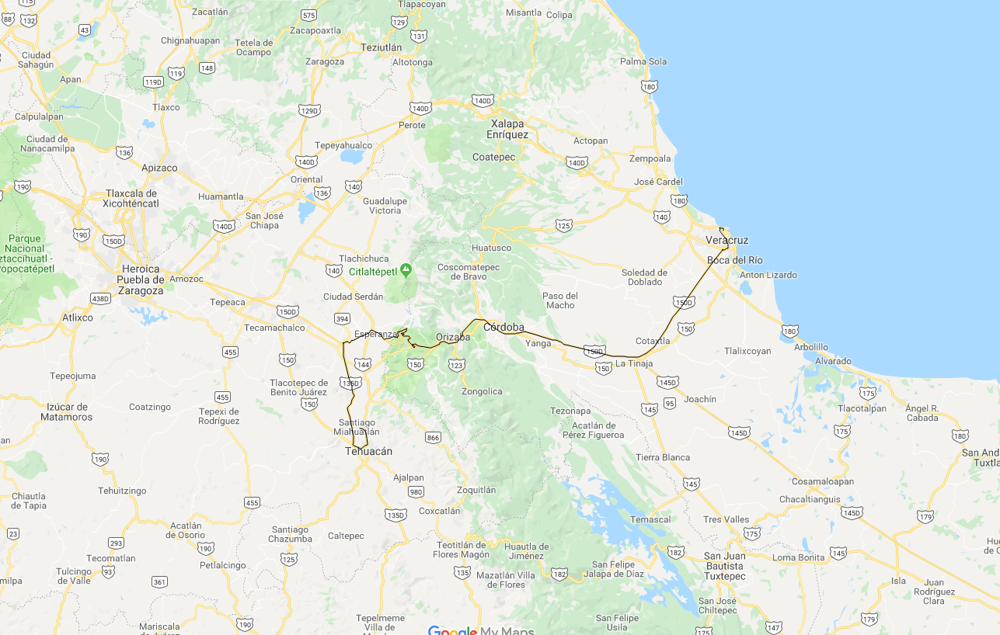 Tlapacoyan
115
Zacatlán
575
Misantla
Colipa
88
132
43
129
131
Zacapoaxtla
Chignahuapan
Tetela de
Ocampo
Teziutlán
Ciudad
Sahagún
Zaragoza
Altotonga
Palma Sola
148
119
119D
Apan
180
Tlaxco
129D
140D
140D
Calpulalpan
Perote
Xalapa
Enríquez
Ciudad de
Nanacamilpa
Tepeyahualco
Actopan
136
Coatepec
140D
140D
Zempoala
Apizaco
Oriental
José Cardel
190
Tlaxcala de
Xicohténcatl
Huamantla
136
140
Guadalupe
Victoria
180
San José
Chiapa
140
140D
125
190
150D
Parque
Nacional
Iztaccíhuatl -
Popocatépetl
Veracruz
Huatusco
Tlachichuca
Boca del Río
Heroica
Puebla de
Zaragoza
Amozoc
140
Citlaltépetl
Coscomatepec
de Bravo
Soledad de
Doblado
Anton Lizardo
438D
Tepeaca
Ciudad Serdán
Paso del
Macho
150D
150D
Atlixco
394
Tecamachalco
Esperanza
Orizaba
Córdoba
150
180
Yanga
Cotaxtla
Arbolillo
455
150
144
150
123
150D
150
La Tinaja
Tlalixcoyan
Alvarado
Tepeojuma
Tlacotepec de
Benito Juárez
135D
145D
175
Zongolica
455
Coatzingo
150
Joachín
95
145
Izúcar de
Matamoros
Tepexi de
Rodríguez
Tezonapa
Tlacotalpan
Ángel R.
Cabada
Santiago
Miahuatlán
Acatlán de
Pérez Figueroa
145D
175
180
866
Tehuacán
190
Tierra Blanca
San And
Tuxtla
Ajalpan
Tehuitzingo
980
Zoquitlán
145
Cosamaloapan
Chiautla
de Tapia
455
Chacaltianguis
Coxcatlán
135D
145D
179
Temascal
Tres Valles
23
Acatlán
de Osorio
Santiago
Chazumba
Caltepec
175
293
190
Teotitlán de
Flores Magón
Huautla de
Jiménez
182
145
Tecomatlan
125
Loma Bonita
Petlalcingo
San Felipe
Jalapa de Díaz
San Juan
Bautista
Tuxtepec
Tulcingo
de Valle
93
135
182
361
Mazatlán Villa
de Flores
Isla
Juan
Rodríguez
Clara
San José
Chiltepec
Tepelmeme
Villa de
190
San Felipe
Usila
179
147
175
Mariscala
Google My Maps